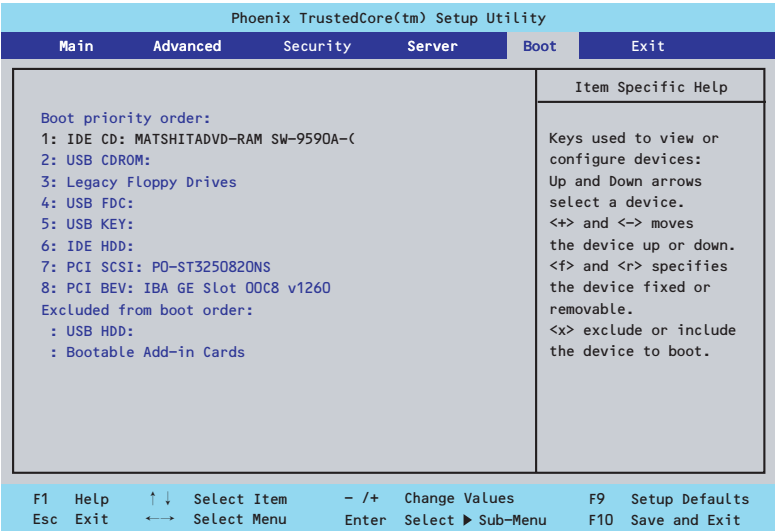 Phoenix TrustedCore(tm) Setup Utility
Main Advanced Security Server Boot Exit
Boot priority order:
1: IDE CD: MATSHITADVD-RAM SW-9590A-(
2: USB CDROM:
3: Legacy Floppy Drives
4: USB FDC:
5: USB KEY:
6: IDE HDD:
7: PCI SCSI: P0-ST3250820NS
8: PCI BEV: IBA GE Slot 00C8 v1260
Excluded from boot order:
: USB HDD:
: Bootable Add-in Cards
Item Specific Help
Keys used to view or
configure devices:
Up and Down arrows
select a device.
<+> and <-> moves
the device up or down.
<f> and <r> specifies
the device fixed or
removable.
<x> exclude or include
the device to boot.
F1 Help ↑↓ Select Item - /+ Change Values F9 Setup Defaults
Esc Exit ←→ Select Menu Enter Select ▶ Sub-Menu F10 Save and Exit